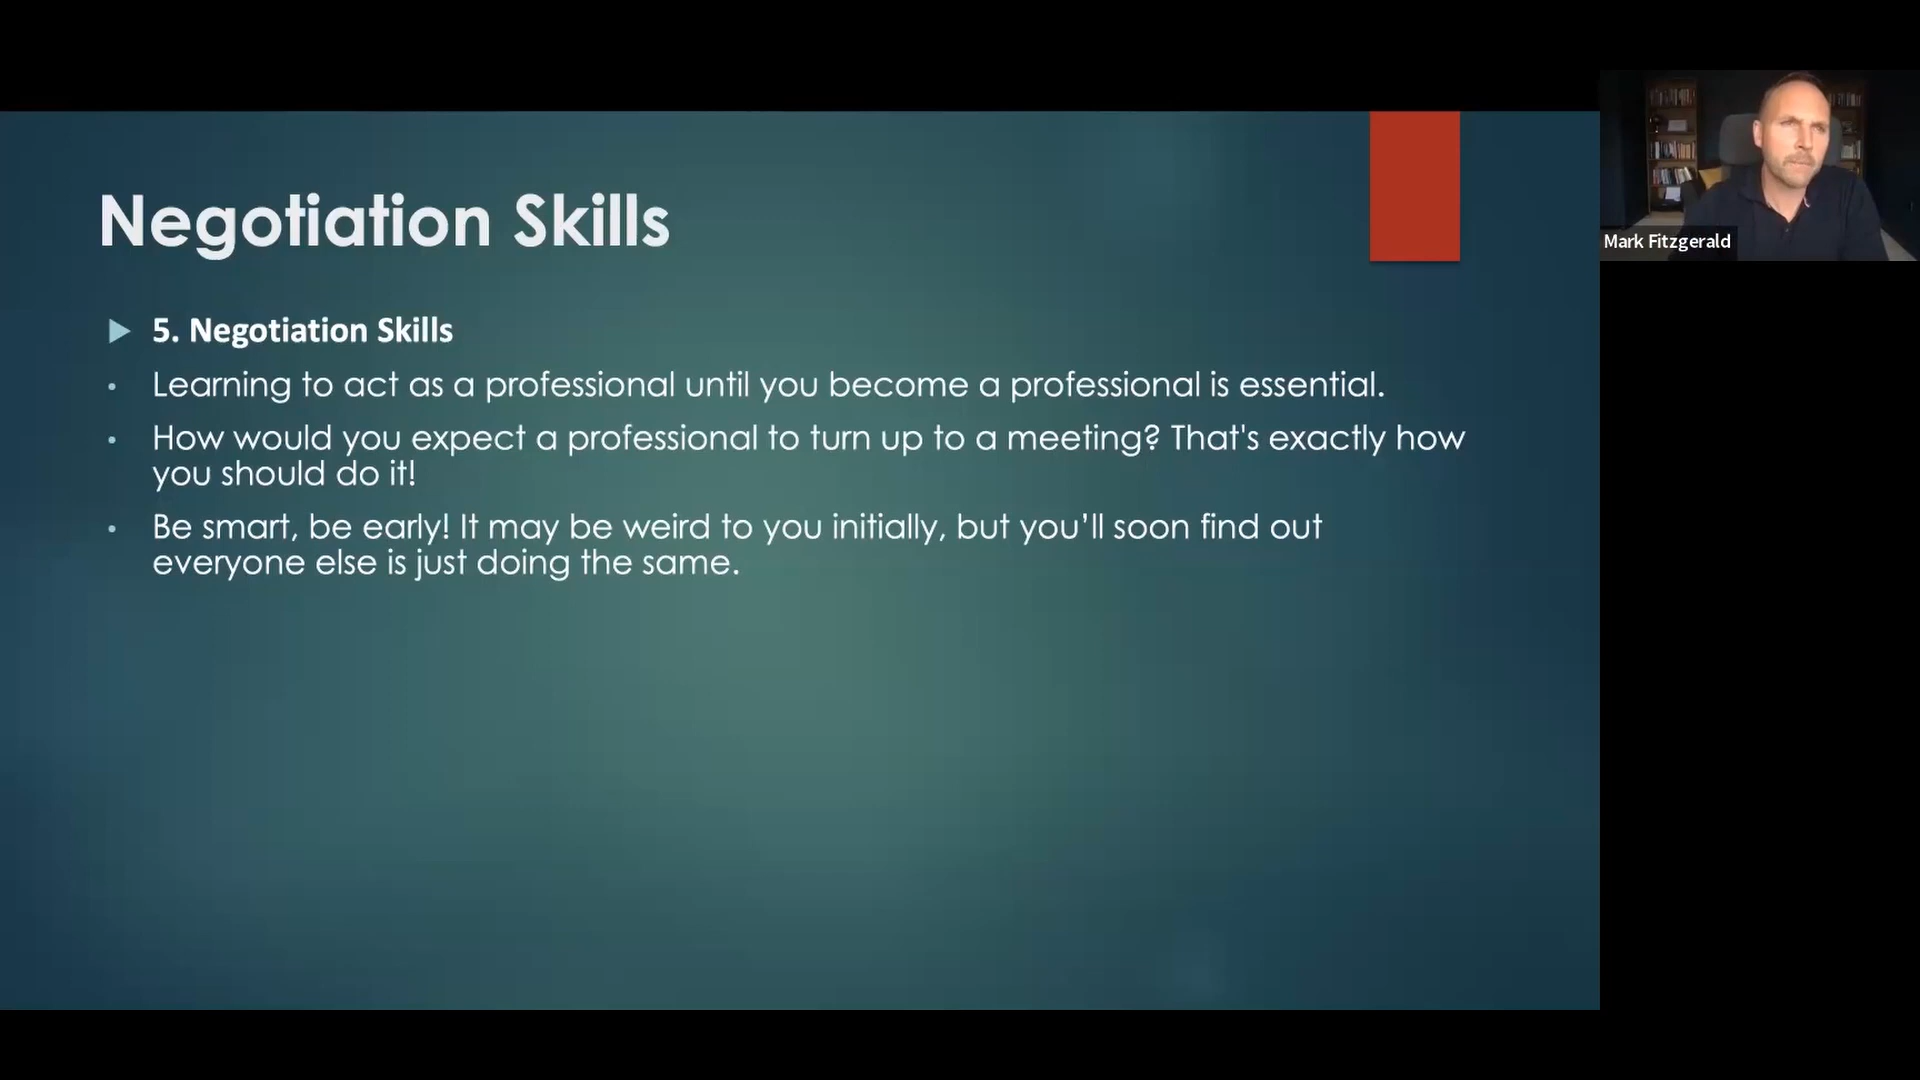 Negotiation Skills
5. Negotiation Skills
Learning to act as a professional until you become a professional is essential.
How would you expect a professional to turn up to a meeting? That's exactly how
you should do it!
Be smart, be early! It may be weird to you initially, but you’ll soon find out
everyone else is just doing the same.
Mark Fitzgerald